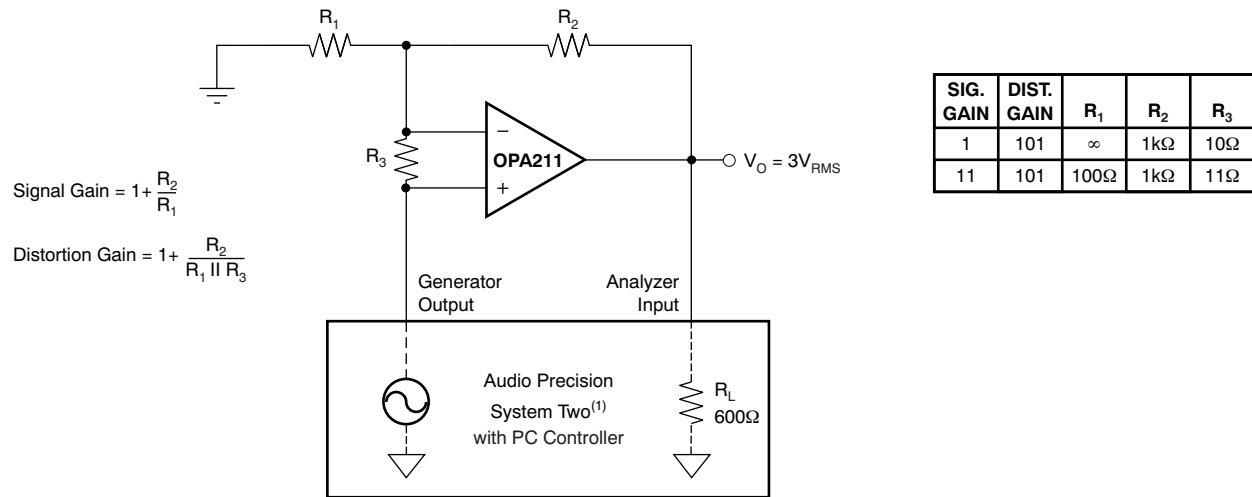 R1
R2
R3
−
OPA211
+
VO = 3VRMS
Signal Gain = 1+ R2
R1
Distortion Gain = 1+ R2
R1 II R3
Generator
Output
Analyzer
Input
Audio Precision
System Two(1)
with PC Controller
RL
600Ω
SIG. GAIN DIST. GAIN R1 R2 R3
1 101 ∞ 1kΩ 10Ω
11 101 100Ω 1kΩ 11Ω